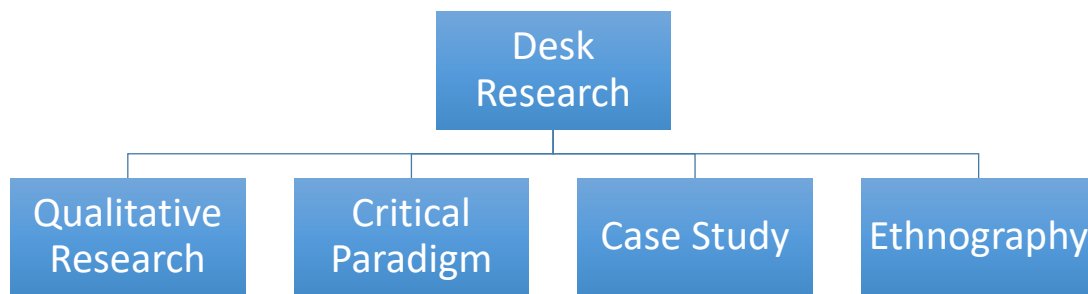 Desk
Research
Qualitative
Research
Critical
Paradigm
Case Study
Ethnography